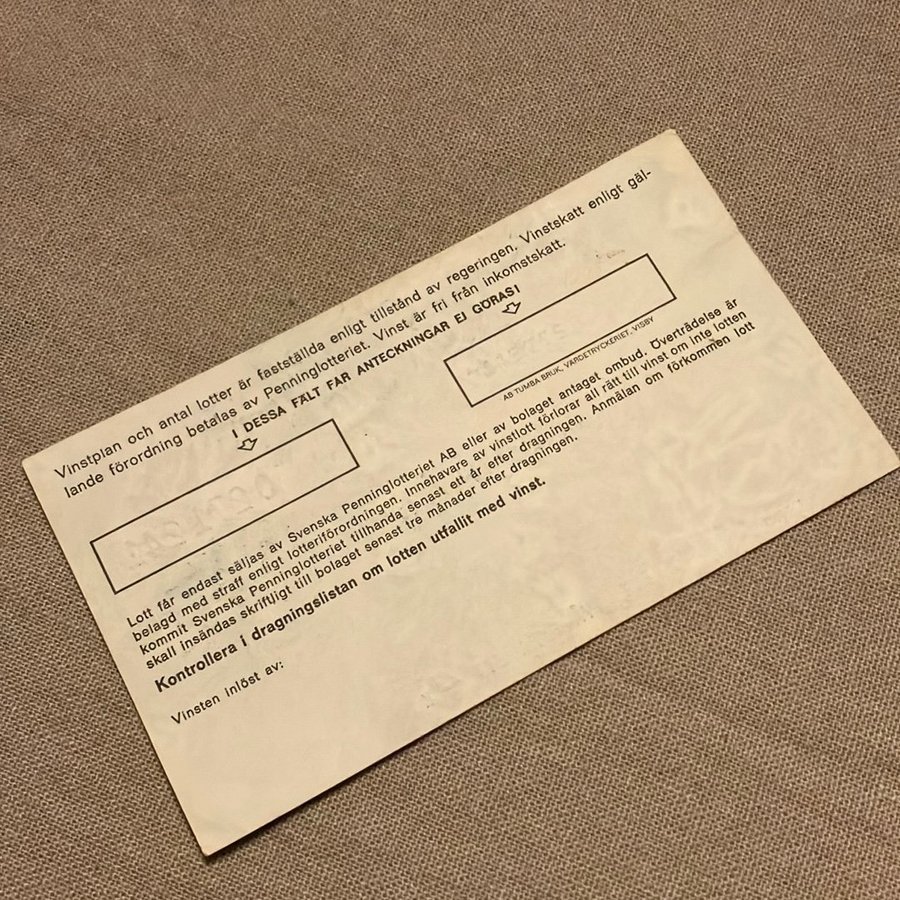 Vinstplan och antal lotter är fastställda enligt tillstånd av regeringen. Vinstskatt enligt gäl-
lande förordning betalas av Penninglotteriet. Vinst är fri från inkomstskatt.
I DESSA FÄLT FÅR ANTECKNINGAR EJ GÖRAS!
AB TUMBA BRUK, VÄRDETRYCKERIET, VISBY
Lott får endast säljas av Svenska Penninglotteriet AB eller av bolaget antaget ombud. Överträdelse är
belagd med straff enligt lotteriförordningen. Innehavare av vinstlott förlorar all rätt till vinst om inte lotten
kommit Svenska Penninglotteriet tillhanda senast ett år efter dragningen. Anmälan om förkommen lott
skall insändas skriftligt till bolaget senast tre månader efter dragningen.
Kontrollera i dragningslistan om lotten utfallit med vinst.
Vinsten inlöst av: